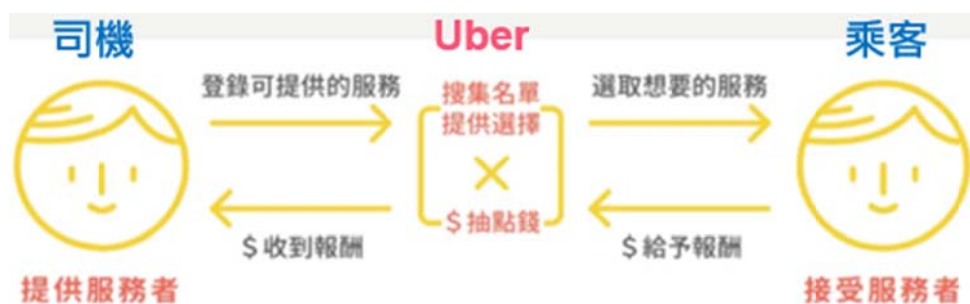 司機
Uber
乘客
登錄可提供的服務
搜集名單
提供選擇
選取想要的服務
$抽點錢
$收到報酬
$給予報酬
提供服務者
接受服務者